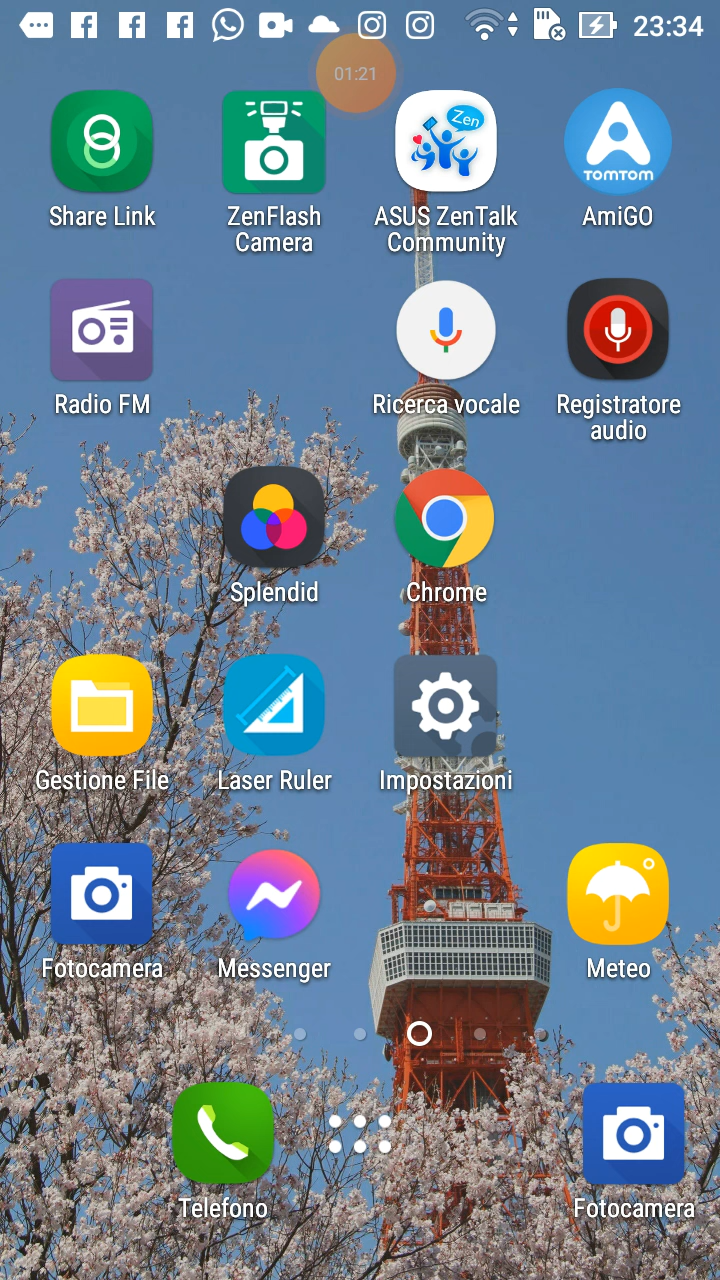 23:34
01:21
Zen
TOMTOM
Share Link
ZenFlash
Camera
ASUS ZenTalk
Community
AmiGO
Radio FM
Ricerca vocale
Registratore
audio
Splendid
Chrome
Gestione File
Laser Ruler
Impostazioni
Fotocamera
Messenger
Meteo
Telefono
Fotocamera